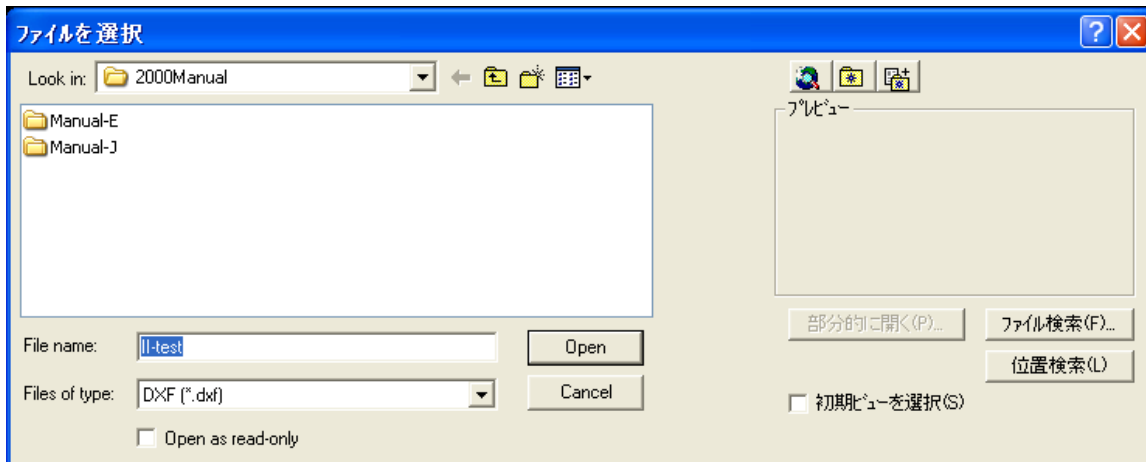 ファイルを選択
Look in: 2000Manual
Manual-E
Manual-J
プレビュー
部分的に開く(P)...
ファイル検索(F)...
位置検索(L)
File name: II-test Open
Files of type: DXF (*.dxf) Cancel
初期ビューを選択(S)
Open as read-only